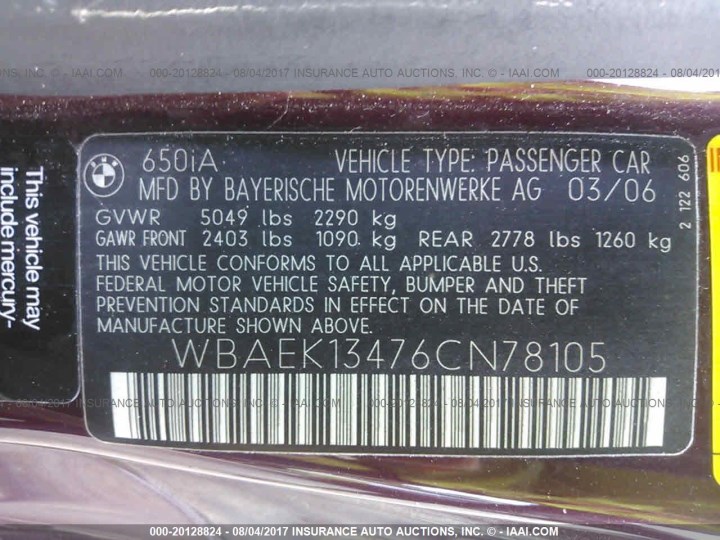 000-20128824 - 08/04/2017 INSURANCE AUTO AUCTIONS, INC. - © - IAAI.COM
This vehicle may
include mercury-
BMW
650iA VEHICLE TYPE: PASSENGER CAR
MFD BY BAYERISCHE MOTORENWERKE AG 03/06
GVWR 5049 lbs 2290 kg
GAWR FRONT 2403 lbs 1090 kg REAR 2778 lbs 1260 kg
THIS VEHICLE CONFORMS TO ALL APPLICABLE U.S.
FEDERAL MOTOR VEHICLE SAFETY, BUMPER AND THEFT
PREVENTION STANDARDS IN EFFECT ON THE DATE OF
MANUFACTURE SHOWN ABOVE.
WBAEK13476CN78105
2 122 606
000-20128824 - 08/04/2017 INSURANCE AUTO AUCTIONS, INC. - © - IAAI.COM